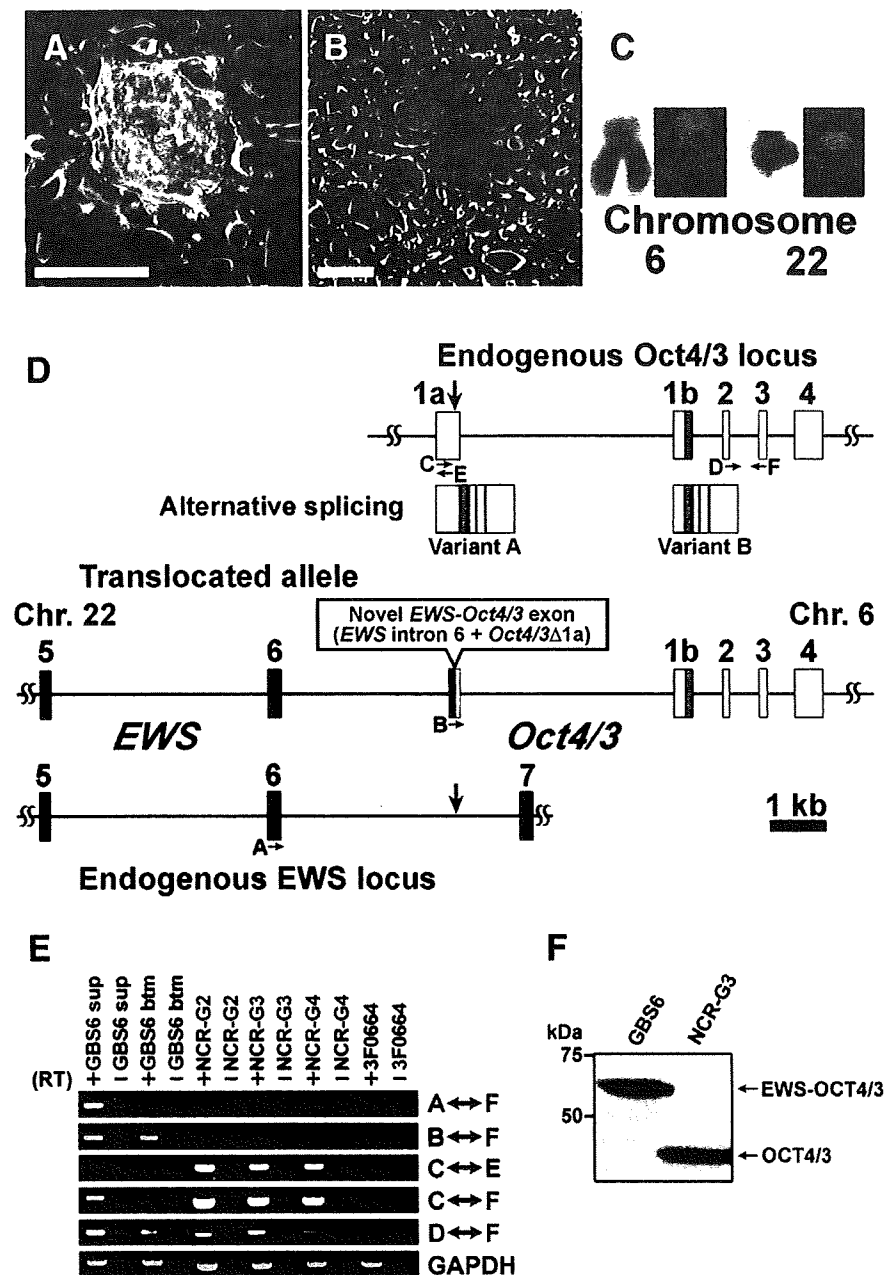 A
B
C
Chromosome
6 22
D
Endogenous Oct4/3 locus
1a 1b 2 3 4
C E D F
Alternative splicing
Variant A Variant B
Translocated allele
Chr. 22 Chr. 6
Novel EWS-Oct4/3 exon
(EWS intron 6 + Oct4/3Δ1a)
5 6 1b 2 3 4
B
EWS Oct4/3
5 6 7
A
1 kb
Endogenous EWS locus
E
(RT) +GBS6 sup –GBS6 sup +GBS6 btm –GBS6 btm +NCR-G2 –NCR-G2 +NCR-G3 –NCR-G3 +NCR-G4 –NCR-G4 +3F0664 –3F0664
A↔F
B↔F
C↔E
C↔F
D↔F
GAPDH
F
GBS6 NCR-G3
kDa
75
50
←EWS-OCT4/3
←OCT4/3